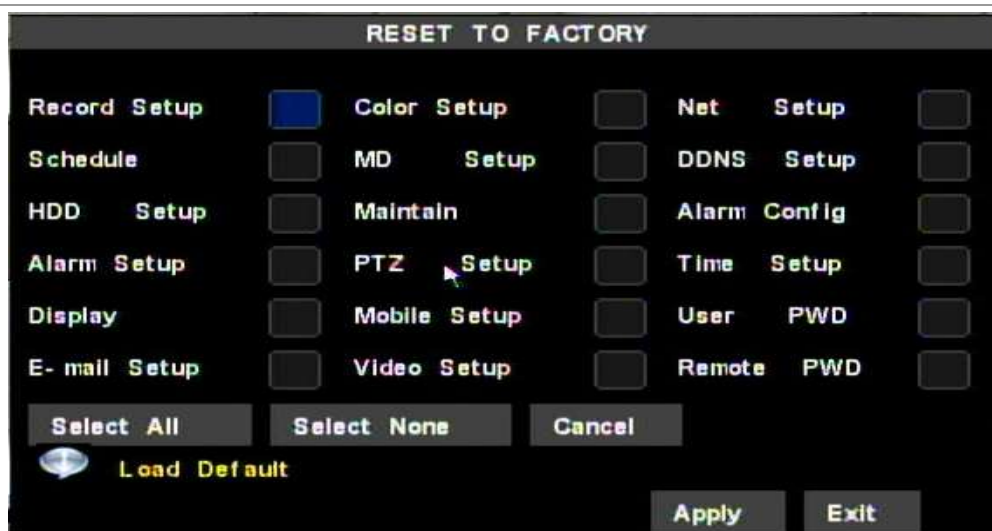 RESET TO FACTORY
Record Setup Color Setup Net Setup
Schedule MD Setup DDNS Setup
HDD Setup Maintain Alarm Config
Alarm Setup PTZ Setup Time Setup
Display Mobile Setup User PWD
E- mail Setup Video Setup Remote PWD
Select All Select None Cancel
Load Default
Apply Exit